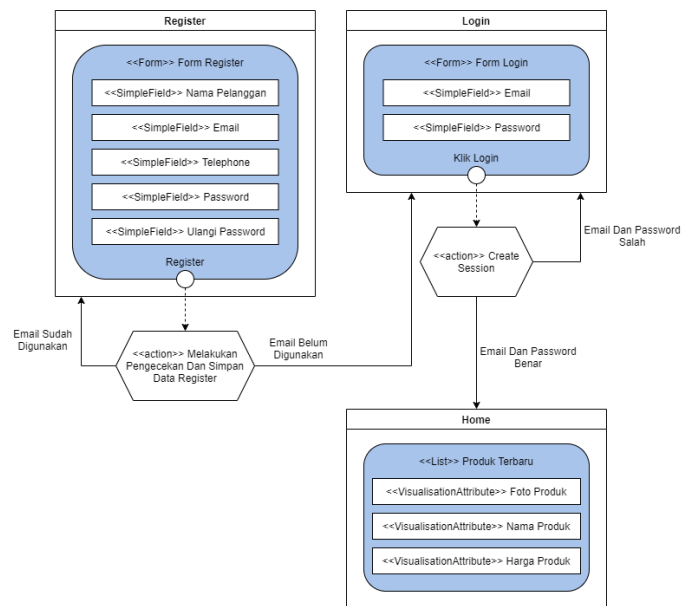 Register
<<Form>> Form Register
<<SimpleField>> Nama Pelanggan
<<SimpleField>> Email
<<SimpleField>> Telephone
<<SimpleField>> Password
<<SimpleField>> Ulangi Password
Register
Email Sudah
Digunakan
<<action>> Melakukan
Pengecekan Dan Simpan
Data Register
Email Belum
Digunakan
Login
<<Form>> Form Login
<<SimpleField>> Email
<<SimpleField>> Password
Klik Login
<<action>> Create
Session
Email Dan Password
Salah
Email Dan Password
Benar
Home
<<List>> Produk Terbaru
<<VisualisationAttribute>> Foto Produk
<<VisualisationAttribute>> Nama Produk
<<VisualisationAttribute>> Harga Produk